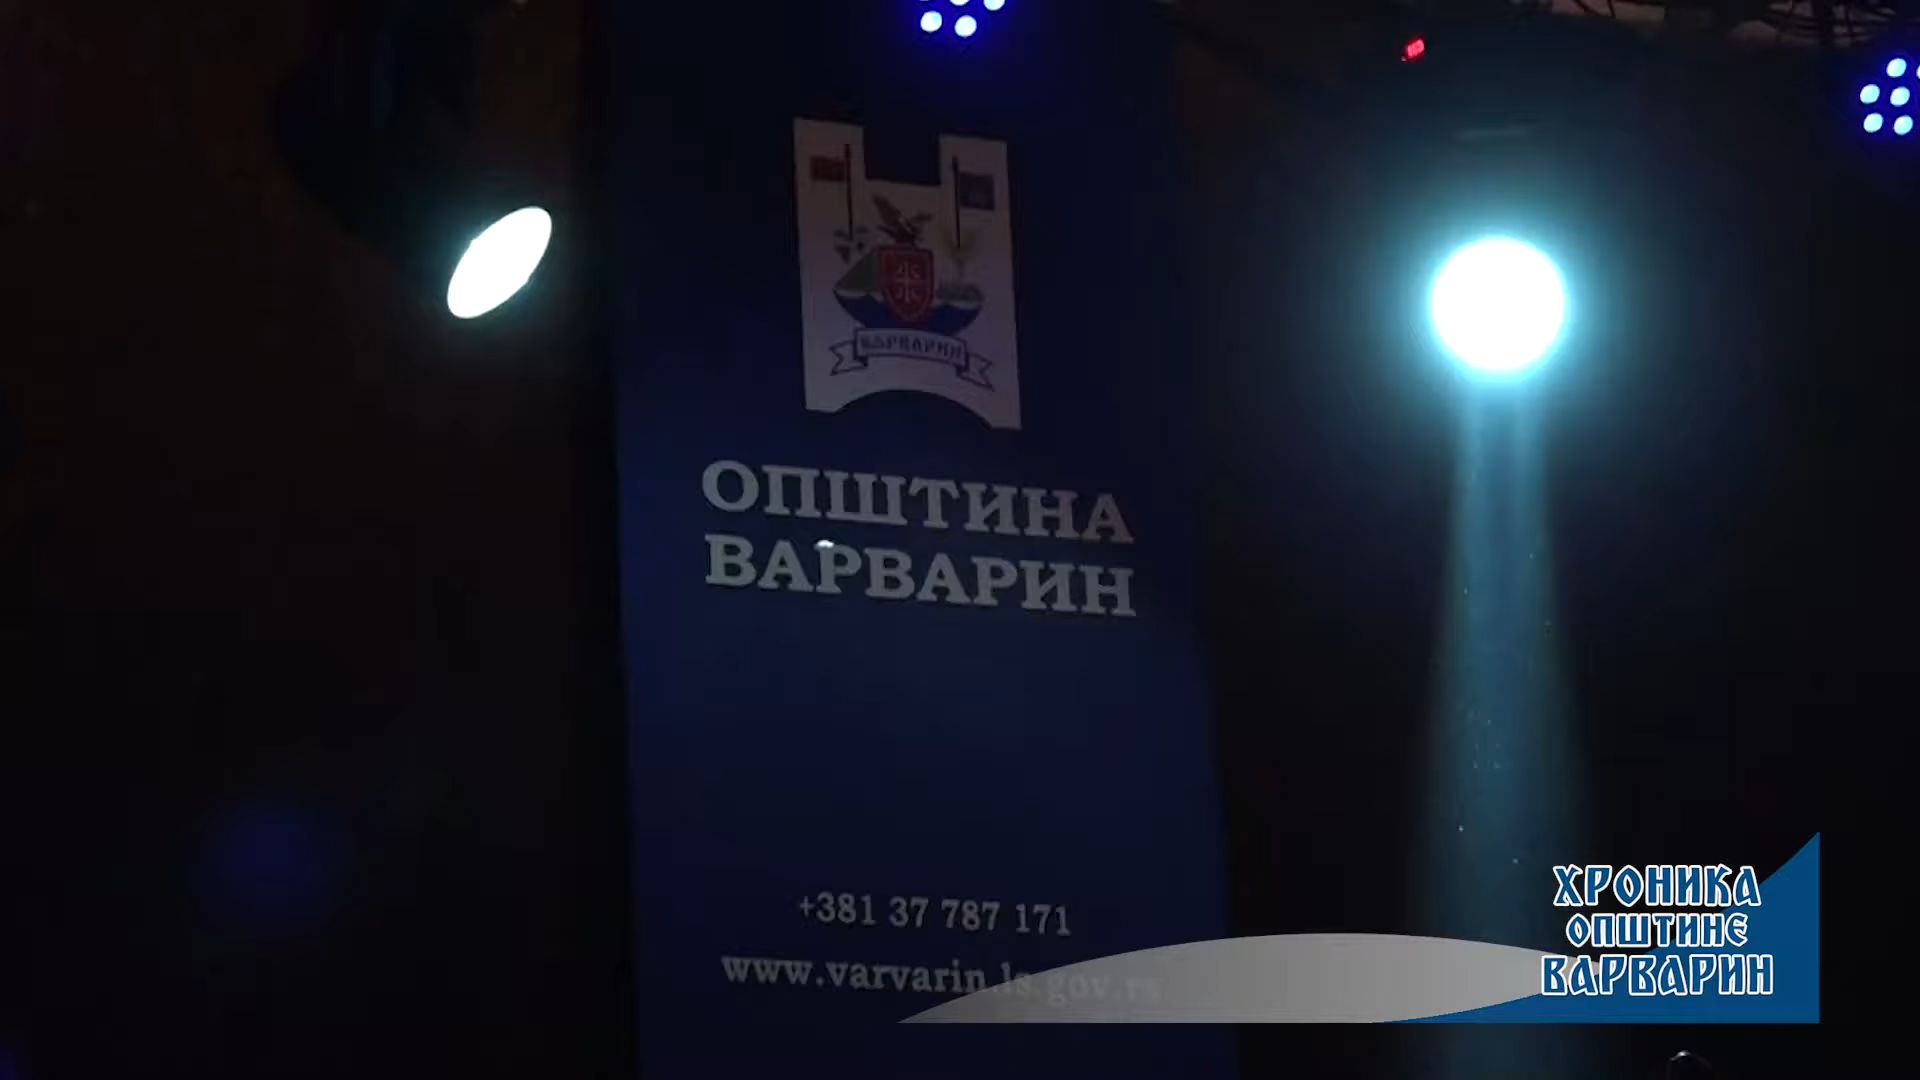 ВАРВАРИН
ОПШТИНА
ВАРВАРИН
+381 37 787 171
www.varvarin.ls.gov.rs
ХРОНИКА
ОПШТИНЕ
ВАРВАРИН